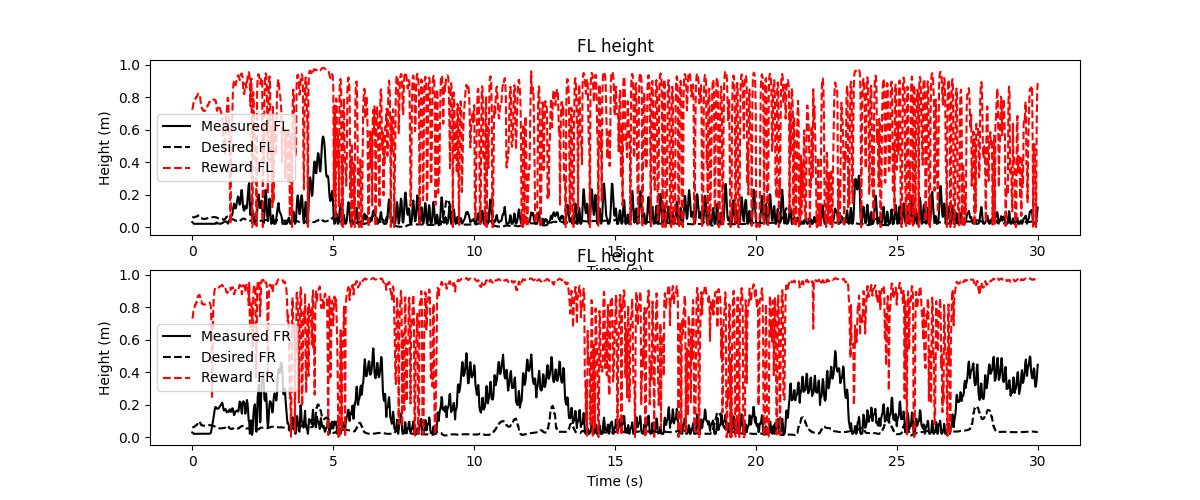 FL height
1.0
0.8
0.6
0.4
0.2
0.0
Height (m)
Measured FL
Desired FL
Reward FL
0 5 10 15 20 25 30
Time (s)
FL height
1.0
0.8
0.6
0.4
0.2
0.0
Height (m)
Measured FR
Desired FR
Reward FR
0 5 10 15 20 25 30
Time (s)